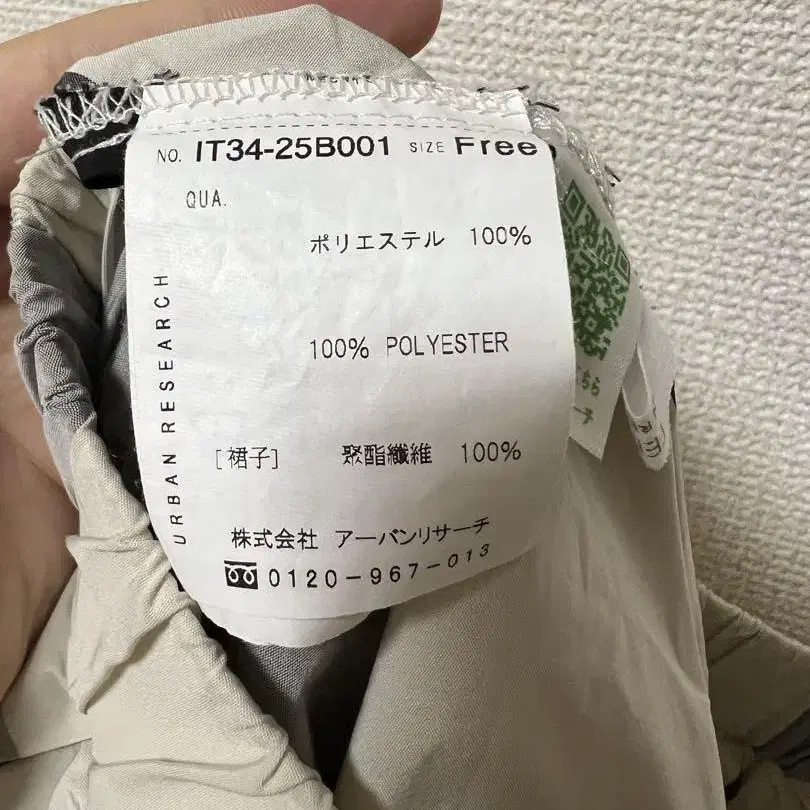 NO. IT34-25B001 SIZE Free
QUA.
ポリエステル 100%
100% POLYESTER
URBAN RESEARCH
[裙子] 聚酯纖維 100%
株式会社 アーバンリサーチ
0120-967-013
ちら